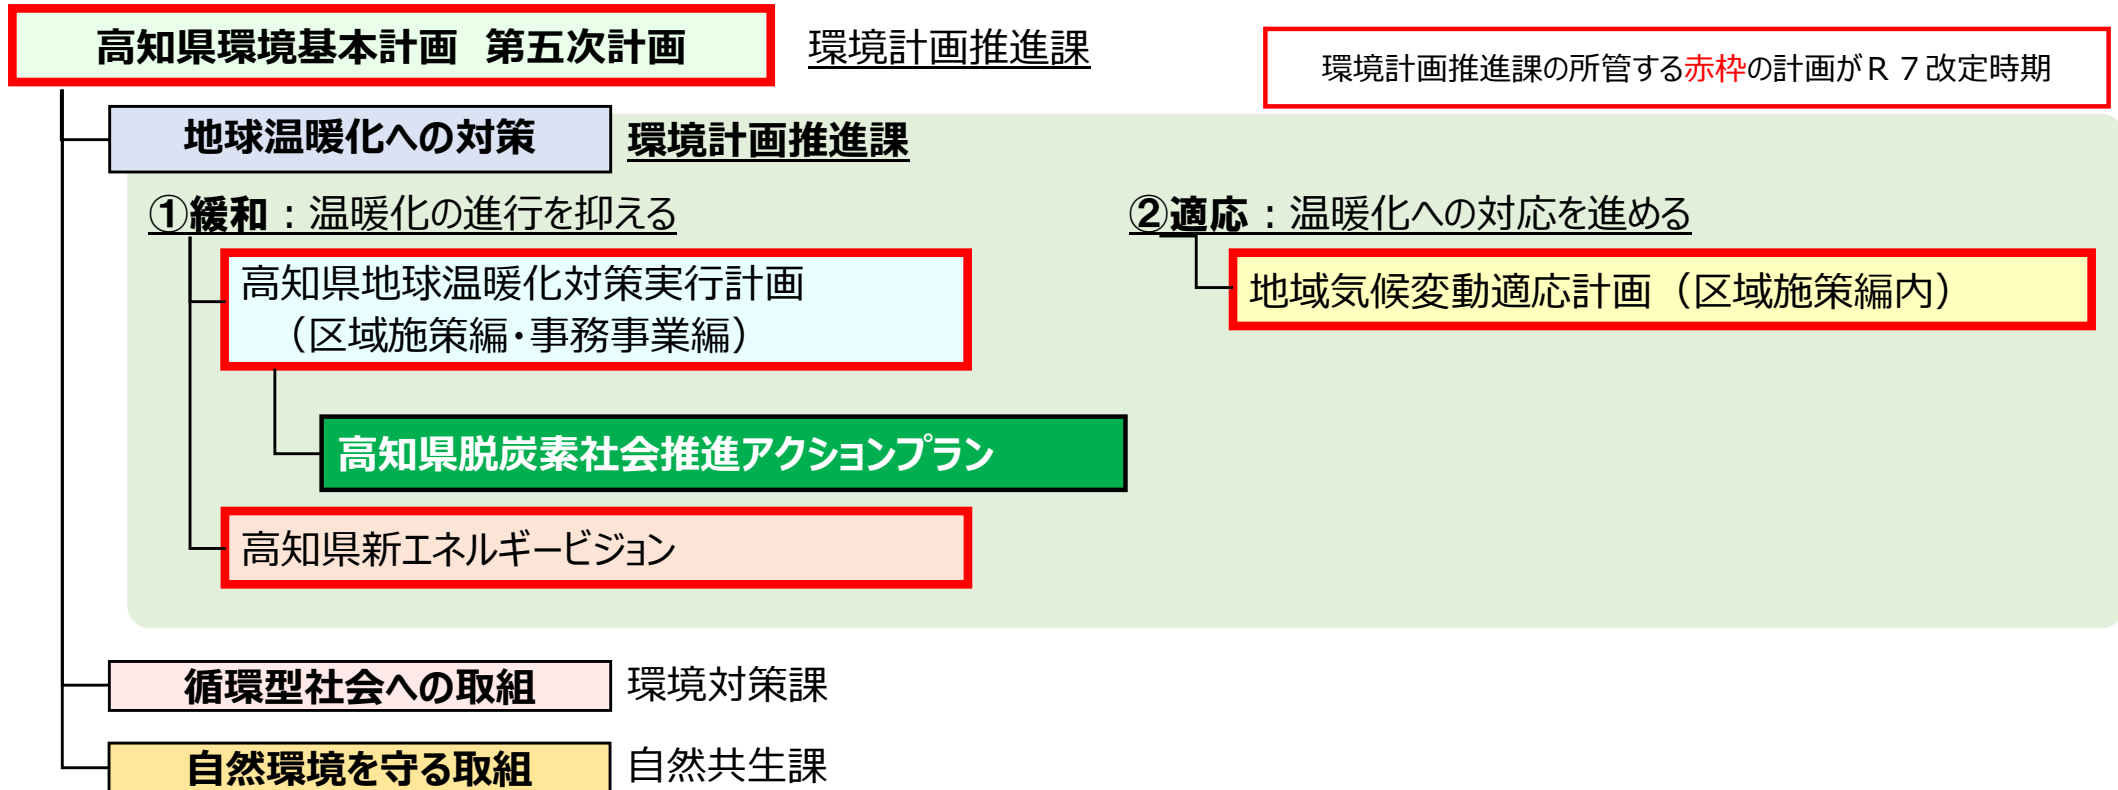 高知県環境基本計画 第五次計画
環境計画推進課
環境計画推進課の所管する赤枠の計画がR７改定時期
地球温暖化への対策
環境計画推進課
①緩和：温暖化の進行を抑える
②適応：温暖化への対応を進める
高知県地球温暖化対策実行計画
（区域施策編・事務事業編）
地域気候変動適応計画（区域施策編内）
高知県脱炭素社会推進アクションプラン
高知県新エネルギービジョン
循環型社会への取組
環境対策課
自然環境を守る取組
自然共生課